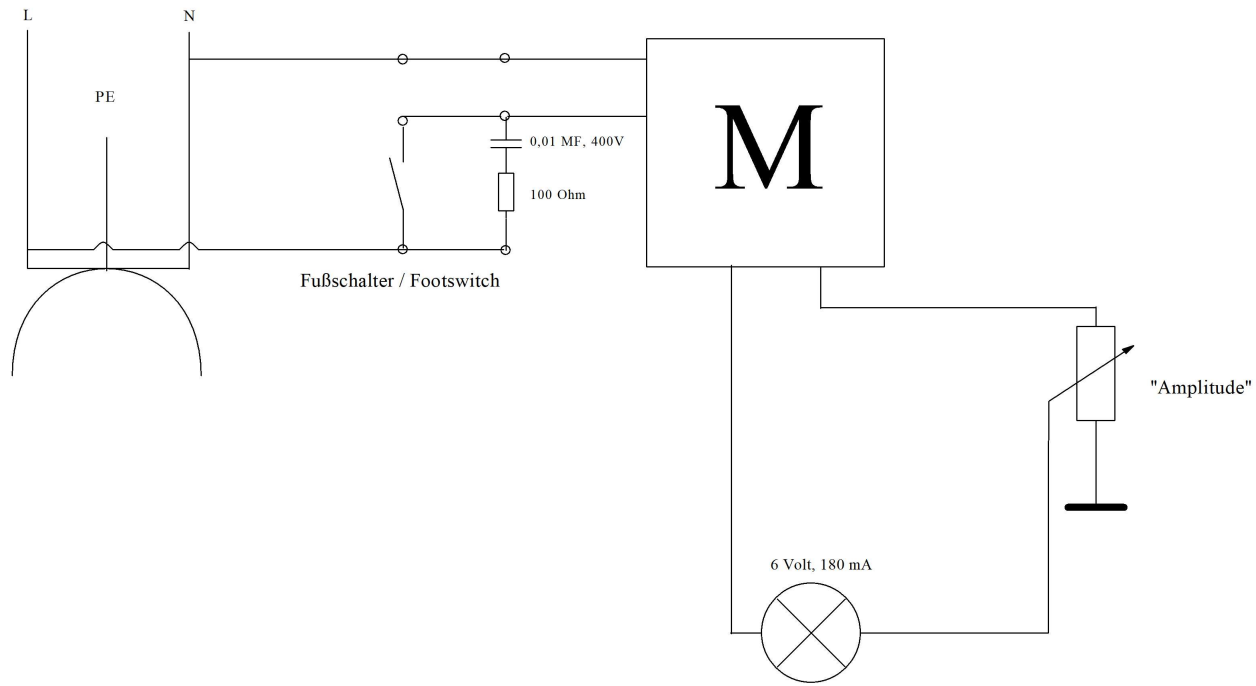 L
N
PE
M
0,01 MF, 400V
100 Ohm
Fußschalter / Footswitch
"Amplitude"
6 Volt, 180 mA